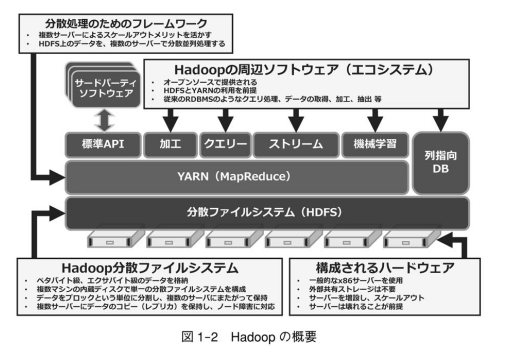 分散処理のためのフレームワーク
• 複数サーバーによるスケールアウトメリットを活かす
• HDFS上のデータを、複数のサーバーで分散並列処理する
Hadoopの周辺ソフトウェア（エコシステム）
• オープンソースで提供される
• HDFSとYARNの利用を前提
• 従来のRDBMSのようなクエリ処理、データの取得、加工、抽出 等
サードパーティ
ソフトウェア
標準API
加工
クエリー
ストリーム
機械学習
列指向
DB
YARN（MapReduce）
分散ファイルシステム（HDFS）
Hadoop分散ファイルシステム
• ペタバイト級、エクサバイト級のデータを格納
• 複数マシンの内蔵ディスクで単一の分散ファイルシステムを構成
• データをブロックという単位に分割し、複数のサーバにまたがって保持
• 複数サーバーにデータのコピー（レプリカ）を保持し、ノード障害に対応
構成されるハードウェア
• 一般的なx86サーバーを使用
• 外部共有ストレージは不要
• サーバーを増設し、スケールアウト
• サーバーは壊れることが前提
図 1-2 Hadoop の概要